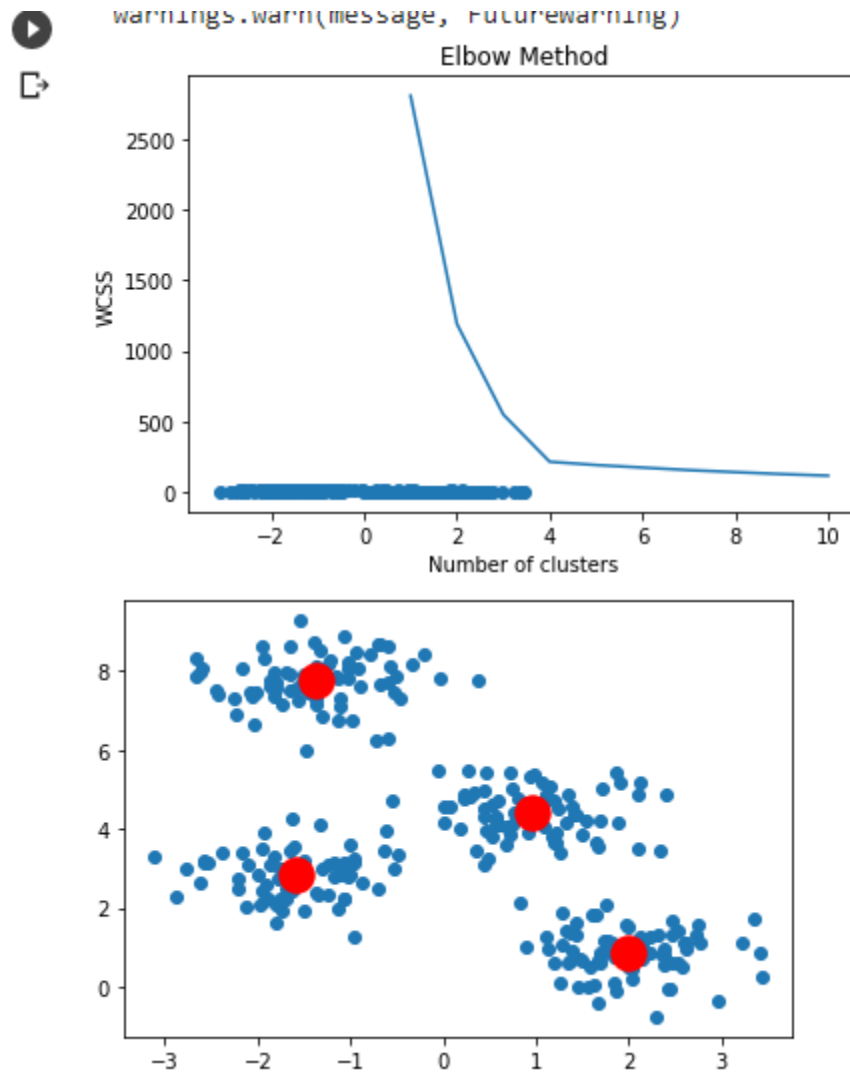 warnings.warn(message, FutureWarning)
Elbow Method
2500
2000
1500
1000
500
0
WCSS
−2 0 2 4 6 8 10
Number of clusters
8
6
4
2
0
−3 −2 −1 0 1 2 3